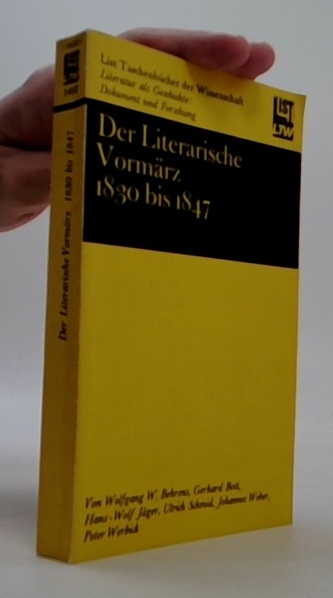 List Taschenbücher der Wissenschaft
Literatur als Geschichte:
Dokument und Forschung
LIST
LTW
Der Literarische
Vormärz
1830 bis 1847
Von Wolfgang W. Behrens, Gerhard Bott,
Hans-Wolf Jäger, Ulrich Schmid, Johannes Weber,
Peter Werbick
Der Literarische Vormärz 1830 bis 1847